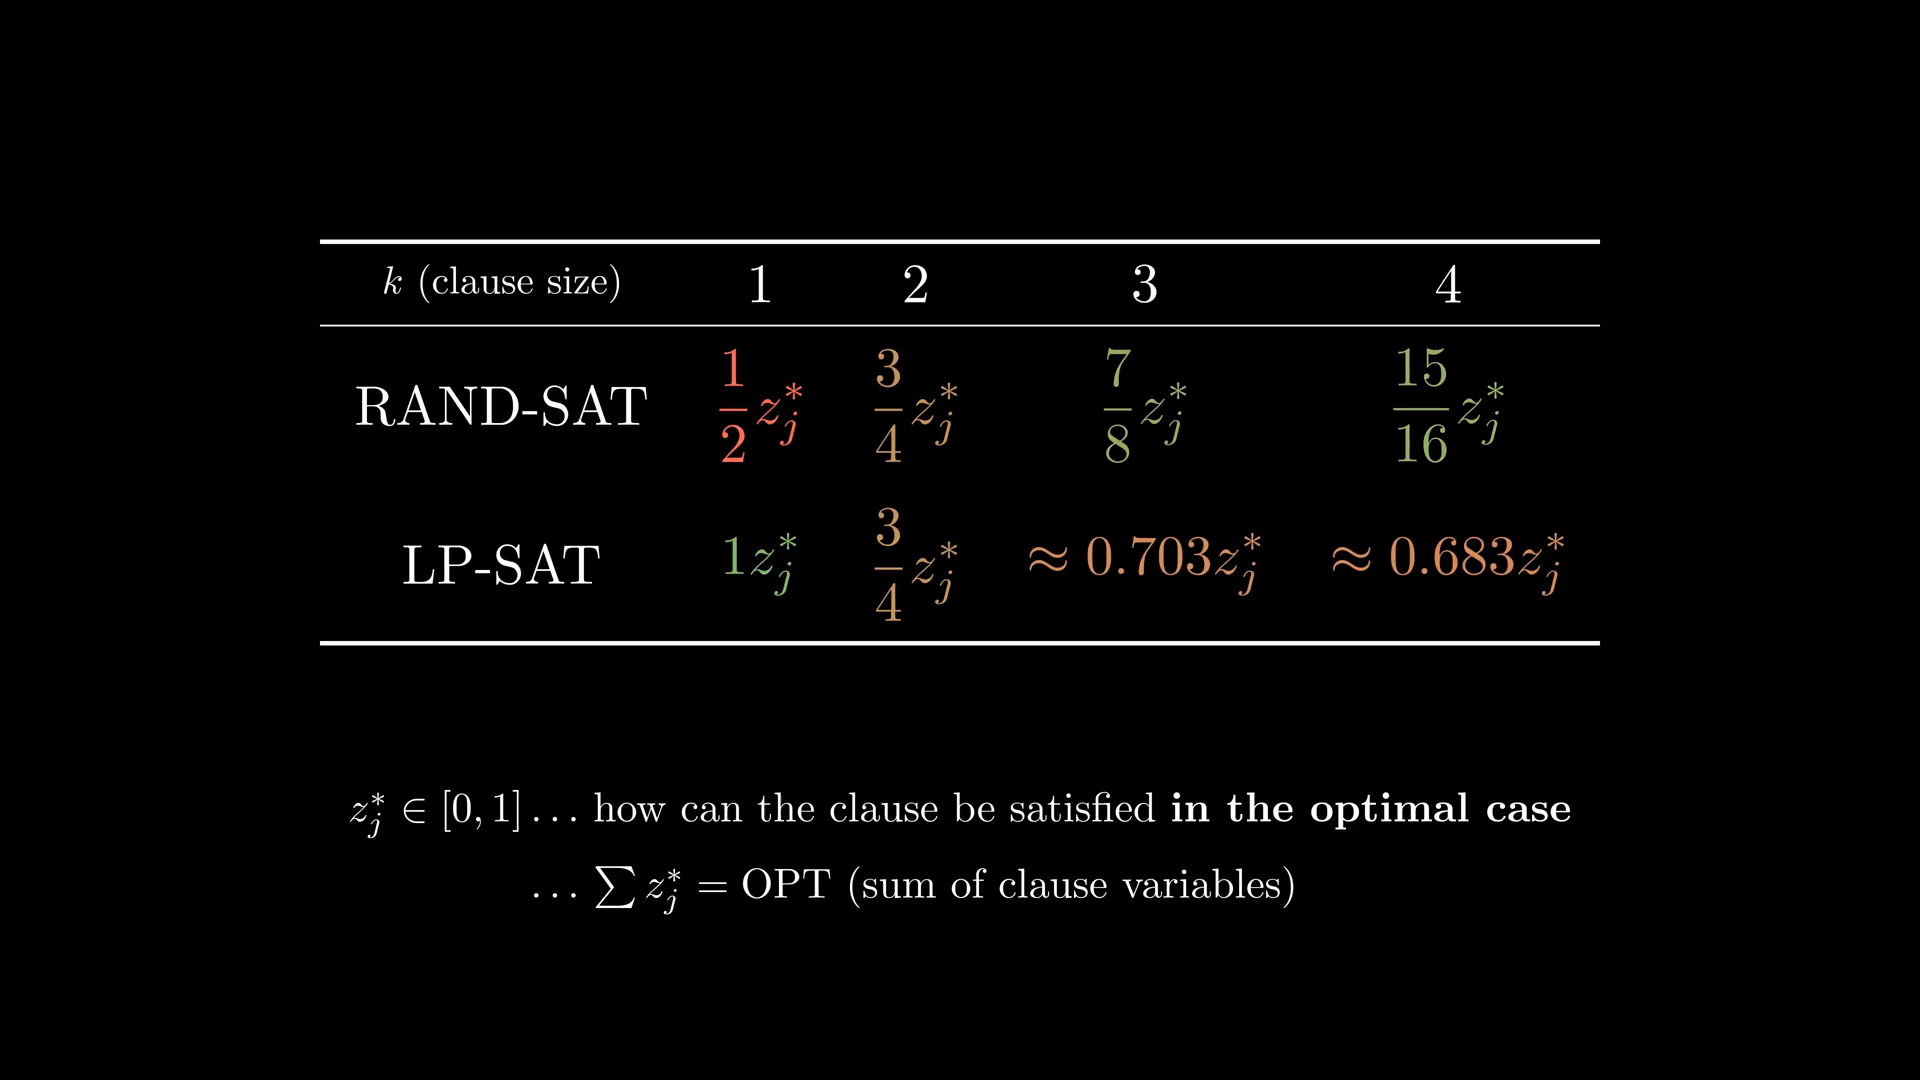 k (clause size) 1 2 3 4
RAND-SAT 1/2 z_j^* 3/4 z_j^* 7/8 z_j^* 15/16 z_j^*
LP-SAT 1z_j^* 3/4 z_j^* ≈ 0.703z_j^* ≈ 0.683z_j^*
z_j^* ∈ [0, 1] … how can the clause be satisfied in the optimal case
… ∑ z_j^* = OPT (sum of clause variables)